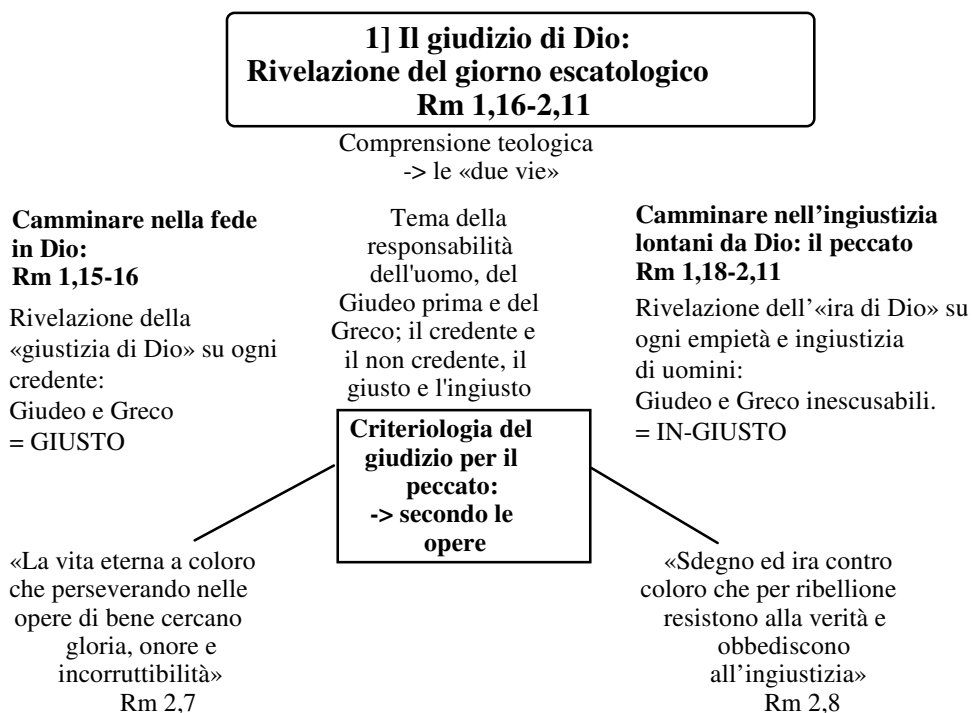 1] Il giudizio di Dio:
Rivelazione del giorno escatologico
Rm 1,16-2,11
Comprensione teologica
-> le «due vie»
Camminare nella fede
in Dio:
Rm 1,15-16
Rivelazione della
«giustizia di Dio» su ogni
credente:
Giudeo e Greco
= GIUSTO
Tema della
responsabilità
dell'uomo, del
Giudeo prima e del
Greco; il credente e
il non credente, il
giusto e l'ingiusto
Camminare nell’ingiustizia
lontani da Dio: il peccato
Rm 1,18-2,11
Rivelazione dell’«ira di Dio» su
ogni empietà e ingiustizia
di uomini:
Giudeo e Greco inescusabili.
= IN-GIUSTO
Criteriologia del
giudizio per il
peccato:
-> secondo le
opere
«La vita eterna a coloro
che perseverando nelle
opere di bene cercano
gloria, onore e
incorruttibilità»
Rm 2,7
«Sdegno ed ira contro
coloro che per ribellione
resistono alla verità e
obbediscono
all’ingiustizia»
Rm 2,8